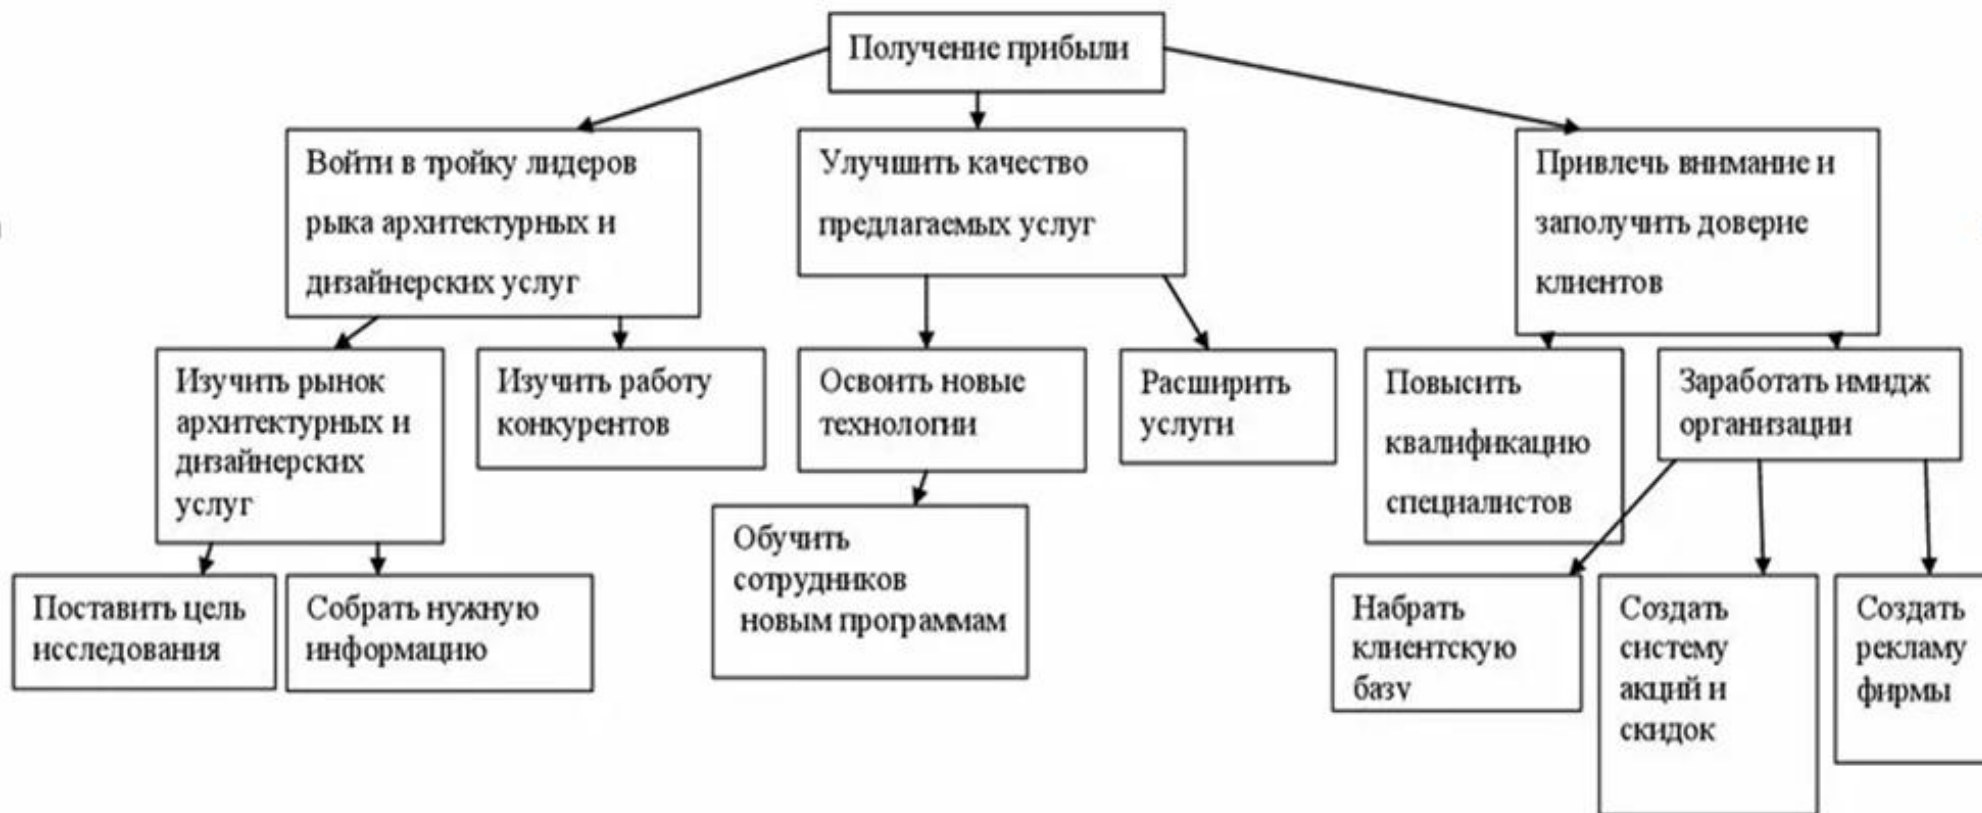 Получение прибыли
Войти в тройку лидеров
рыка архитектурных и
дизайнерских услуг
Улучшить качество
предлагаемых услуг
Привлечь внимание и
заполучить доверие
клиентов
Изучить рынок
архитектурных и
дизайнерских
услуг
Изучить работу
конкурентов
Освоить новые
технологии
Расширить
услуги
Повысить
квалификацию
специалистов
Заработать имидж
организации
Поставить цель
исследования
Собрать нужную
информацию
Обучить
сотрудников
новым программам
Набрать
клиентскую
базу
Создать
систему
акций и
скидок
Создать
рекламу
фирмы